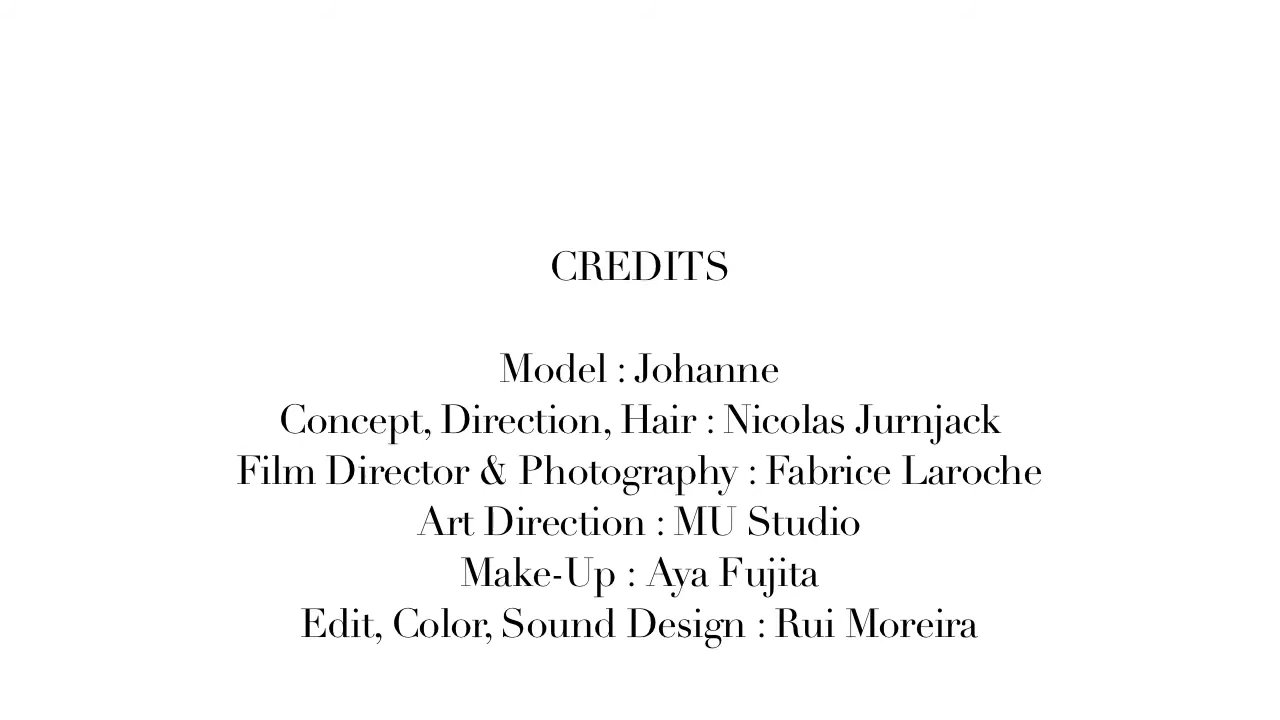 CREDITS
Model : Johanne
Concept, Direction, Hair : Nicolas Jurnjack
Film Director & Photography : Fabrice Laroche
Art Direction : MU Studio
Make-Up : Aya Fujita
Edit, Color, Sound Design : Rui Moreira